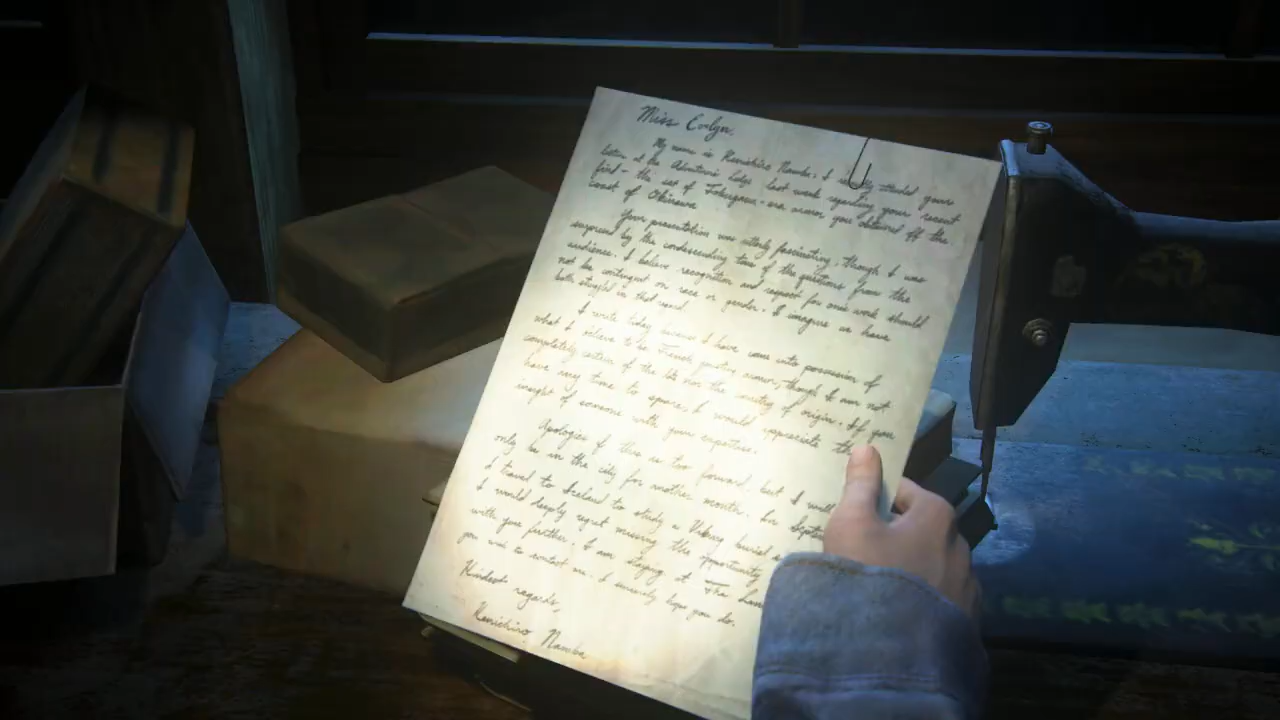 Miss Evelyn,
My name is Kenichiro Namba. I attended your
listen at the Adventurers' Lodge last week regarding your recent
find - the set of Tokugawa-era armor you obtained off the
coast of Okinawa
Your presentation was utterly fascinating, though I was
surprised by the condescending tone of the questions from the
audience. I believe recognition and respect for one work should
not be contingent on race or gender. I imagine we have
both struggled in that regard.
I write today because I have come into possession of
what I believe to be French jousting armor, though I am not
completely certain of the date nor the country of origin. If you
have any time to spare, I would appreciate the
insight of someone with your expertise.
Apologies if this is too forward, but I will
only be in the city for another month. In
I travel to Ireland to study a Viking burial
I would deeply regret missing the opportunity
with you further. I am staying at The
you wish to contact me. I sincerely hope you do.
Kindest regards,
Kenichiro Namba